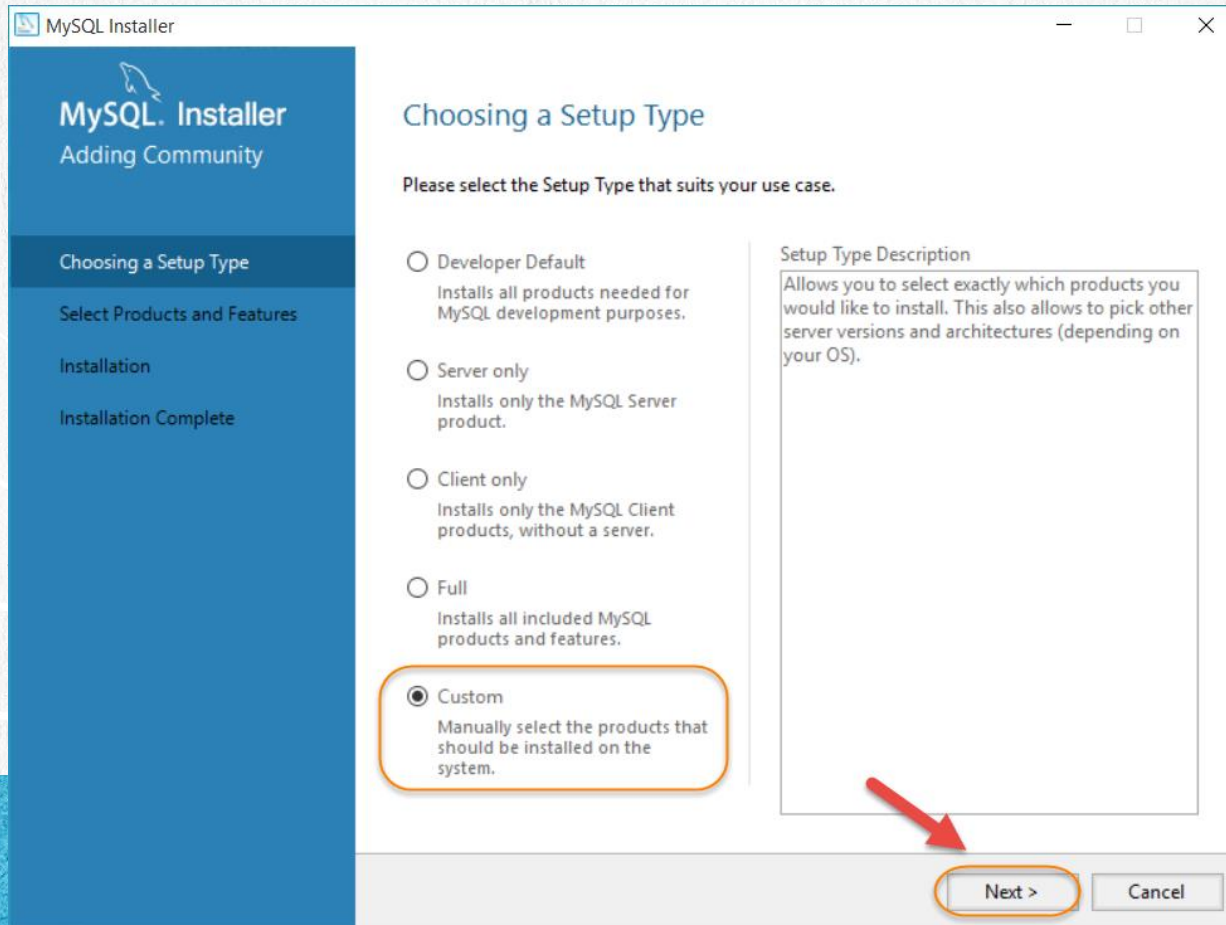 MySQL Installer
MySQL. Installer
Adding Community
Choosing a Setup Type
Select Products and Features
Installation
Installation Complete
Choosing a Setup Type
Please select the Setup Type that suits your use case.
Developer Default
Installs all products needed for
MySQL development purposes.
Server only
Installs only the MySQL Server
product.
Client only
Installs only the MySQL Client
products, without a server.
Full
Installs all included MySQL
products and features.
Custom
Manually select the products that
should be installed on the
system.
Setup Type Description
Allows you to select exactly which products you
would like to install. This also allows to pick other
server versions and architectures (depending on
your OS).
Next >
Cancel